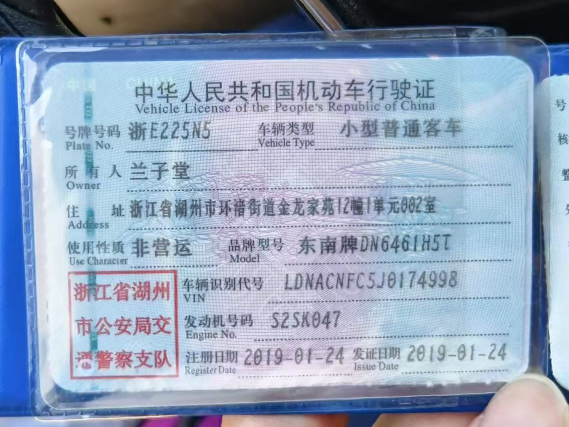 中华人民共和国机动车行驶证
Vehicle License of the People's Republic of China
号牌号码 浙E225N5 车辆类型 小型普通客车
Plate No. Vehicle Type
所有人 兰子堂
Owner
住址 浙江省湖州市环渚街道金龙家苑12幢1单元802室
Address
使用性质 非营运 品牌型号 东南牌DN6461H5T
Use Character Model
浙江省湖州 车辆识别代号 LDNACNFC5J0174998
VIN
市公安局交 发动机号码 S2SK047
Engine No.
通警察支队 注册日期 2019-01-24 发证日期 2019-01-24
Register Date Issue Date
号